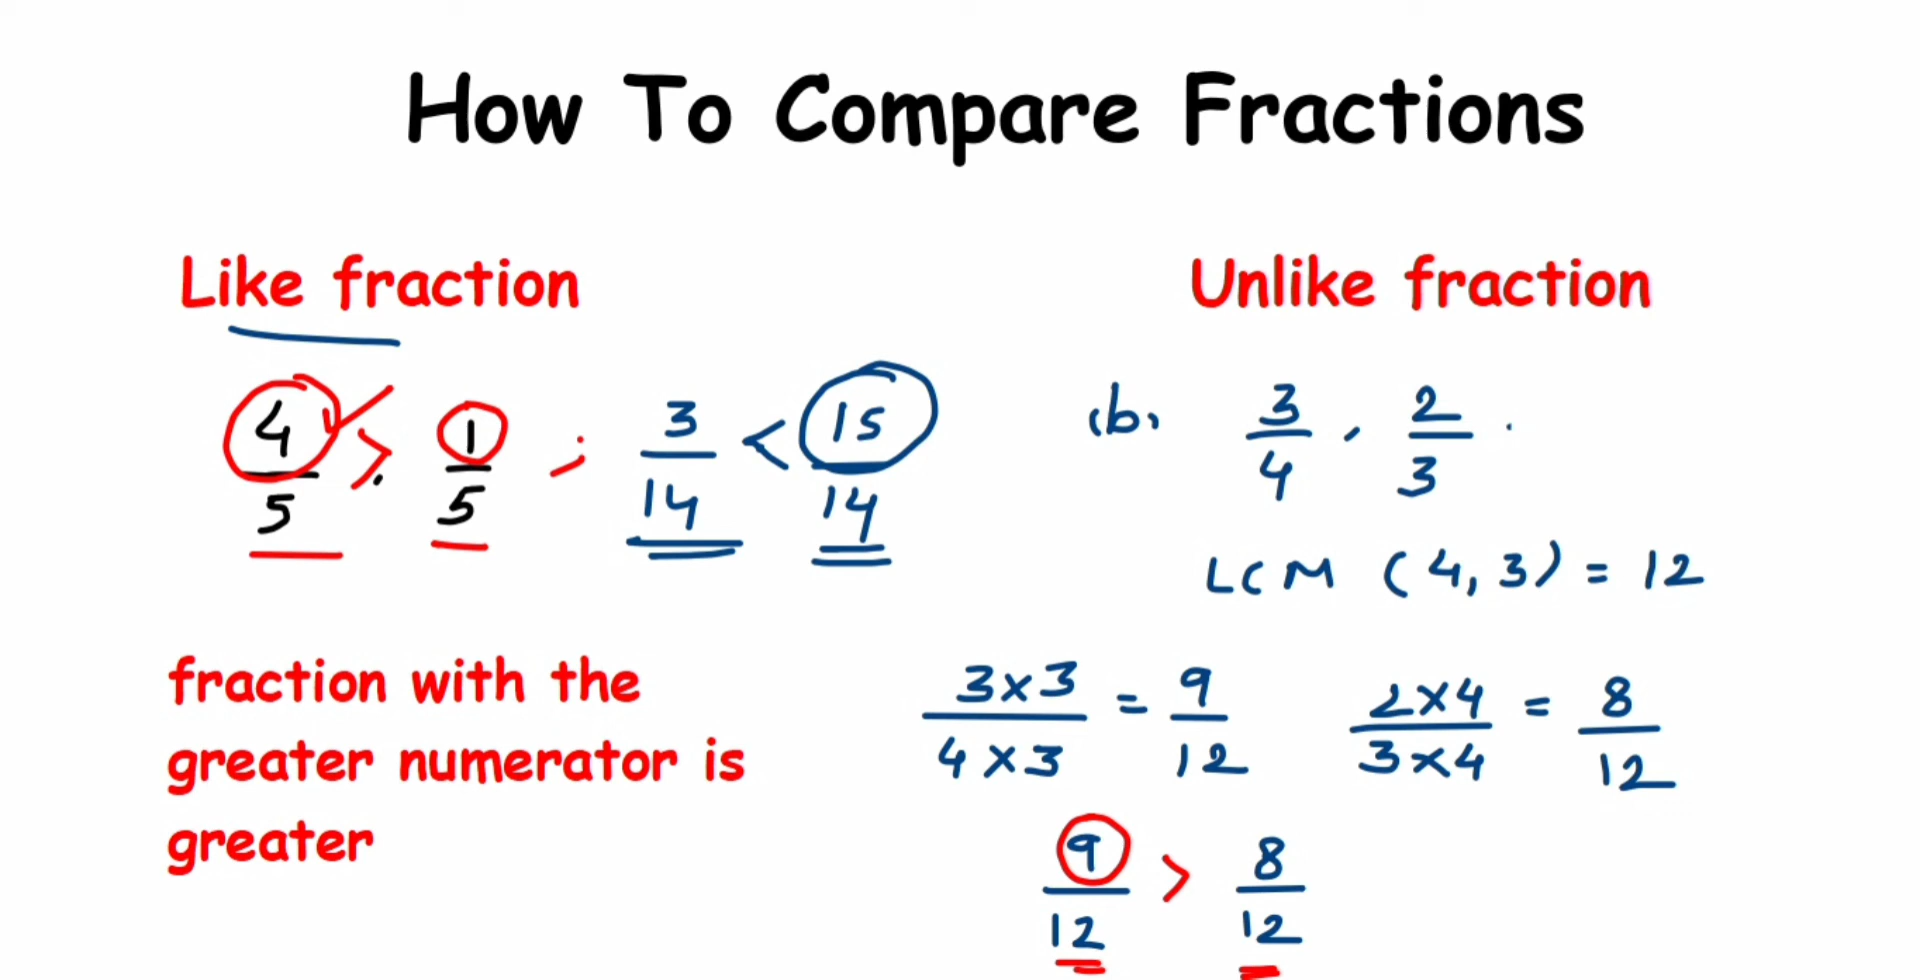 How To Compare Fractions
Like fraction
4/5 > 1/5 ; 3/14 < 15/14
fraction with the
greater numerator is
greater
Unlike fraction
(b) 3/4 , 2/3 .
LCM (4,3) = 12
3×3/4×3 = 9/12 2×4/3×4 = 8/12
9/12 > 8/12